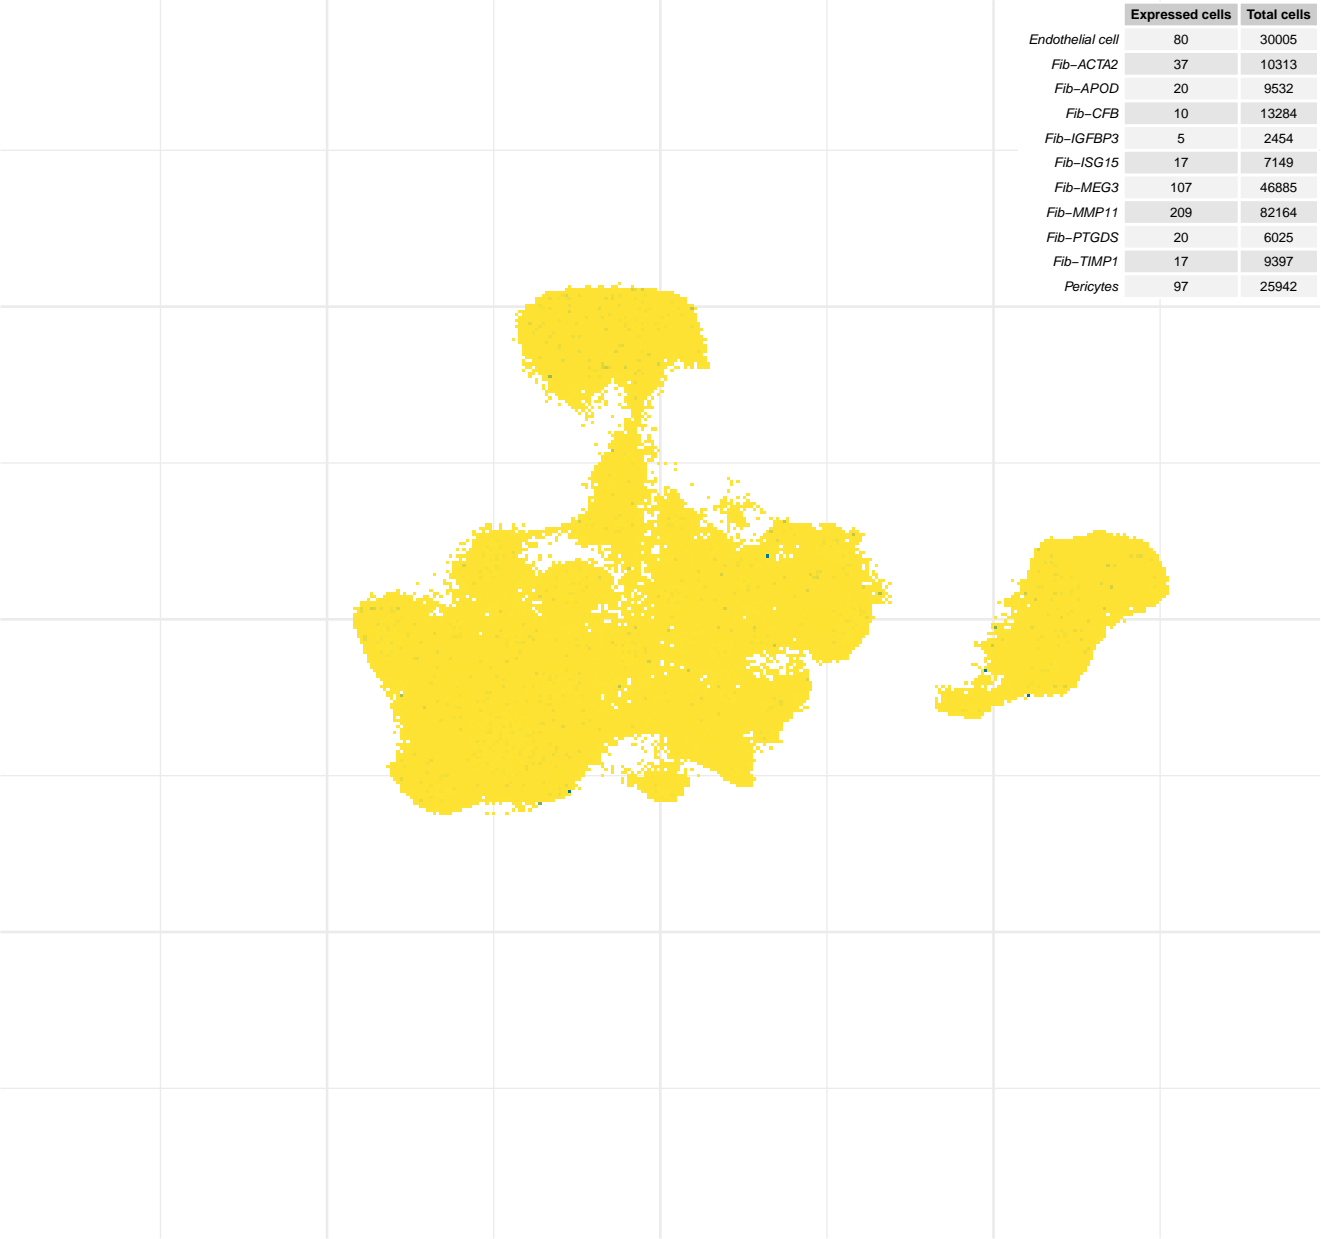 Expressed cells Total cells
Endothelial cell 80 30005
Fib−ACTA2 37 10313
Fib−APOD 20 9532
Fib−CFB 10 13284
Fib−IGFBP3 5 2454
Fib−ISG15 17 7149
Fib−MEG3 107 46885
Fib−MMP11 209 82164
Fib−PTGDS 20 6025
Fib−TIMP1 17 9397
Pericytes 97 25942